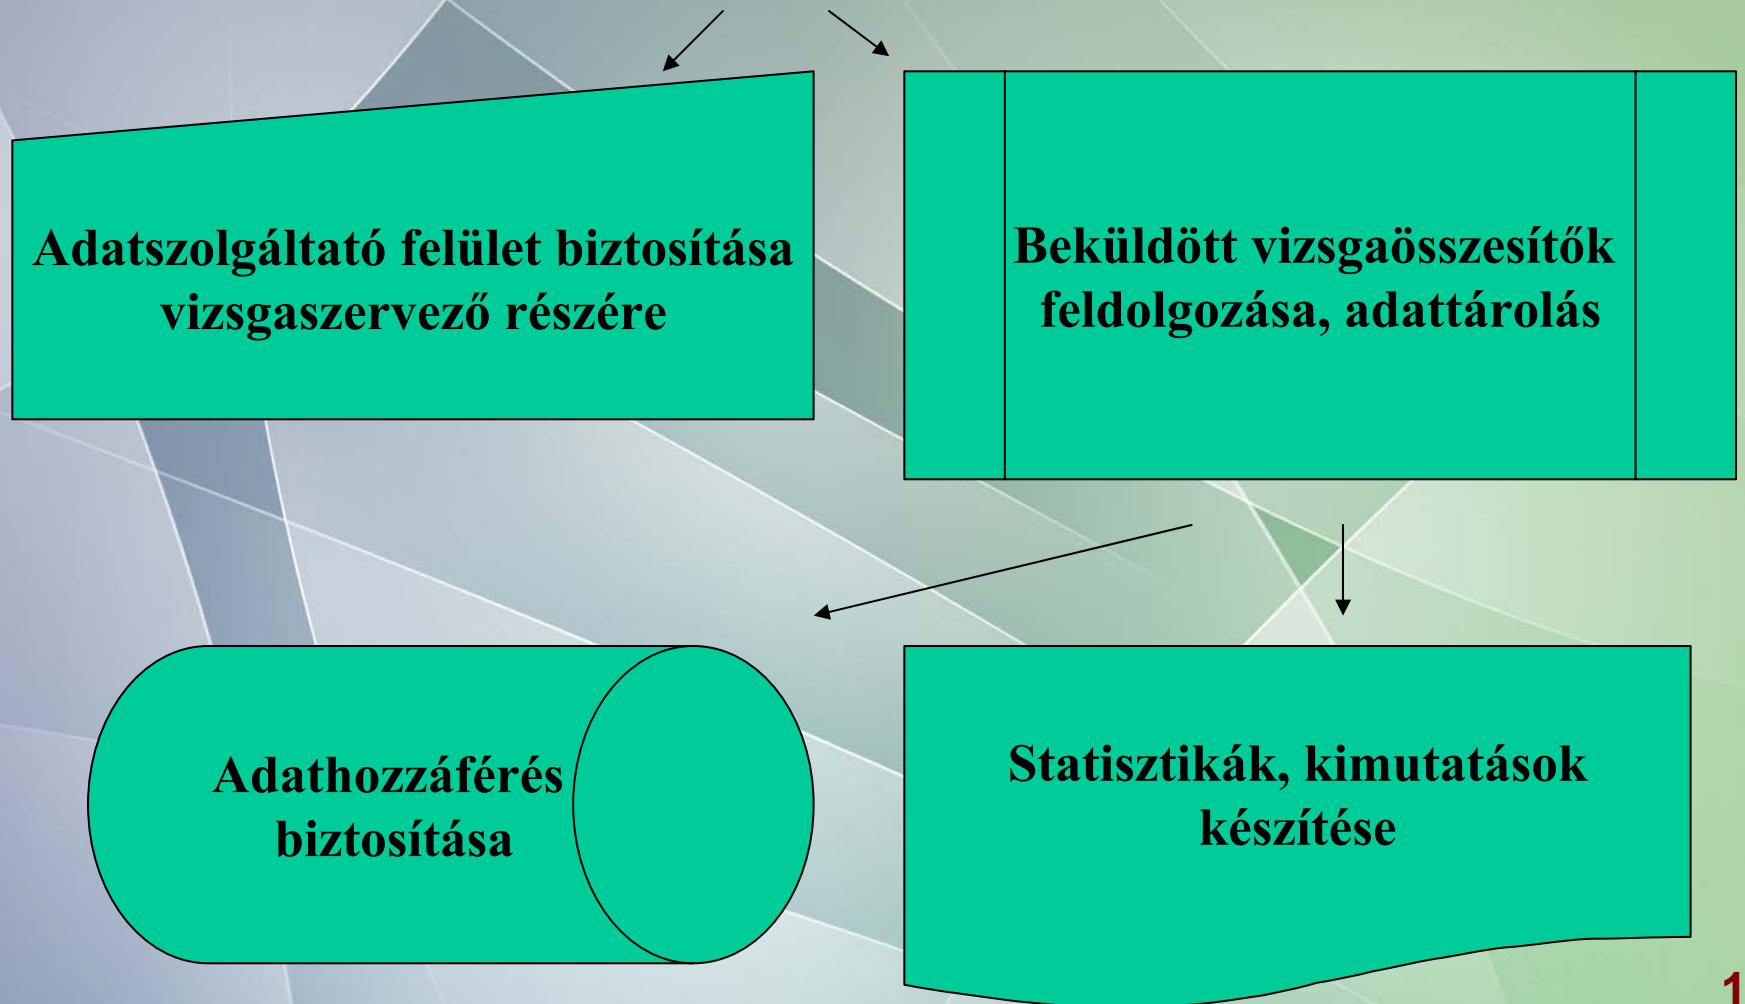 Adatszolgáltató felület biztosítása
vizsgaszervező részére
Beküldött vizsgaösszesítők
feldolgozása, adattárolás
Adathozzáférés
biztosítása
Statisztikák, kimutatások
készítése
1